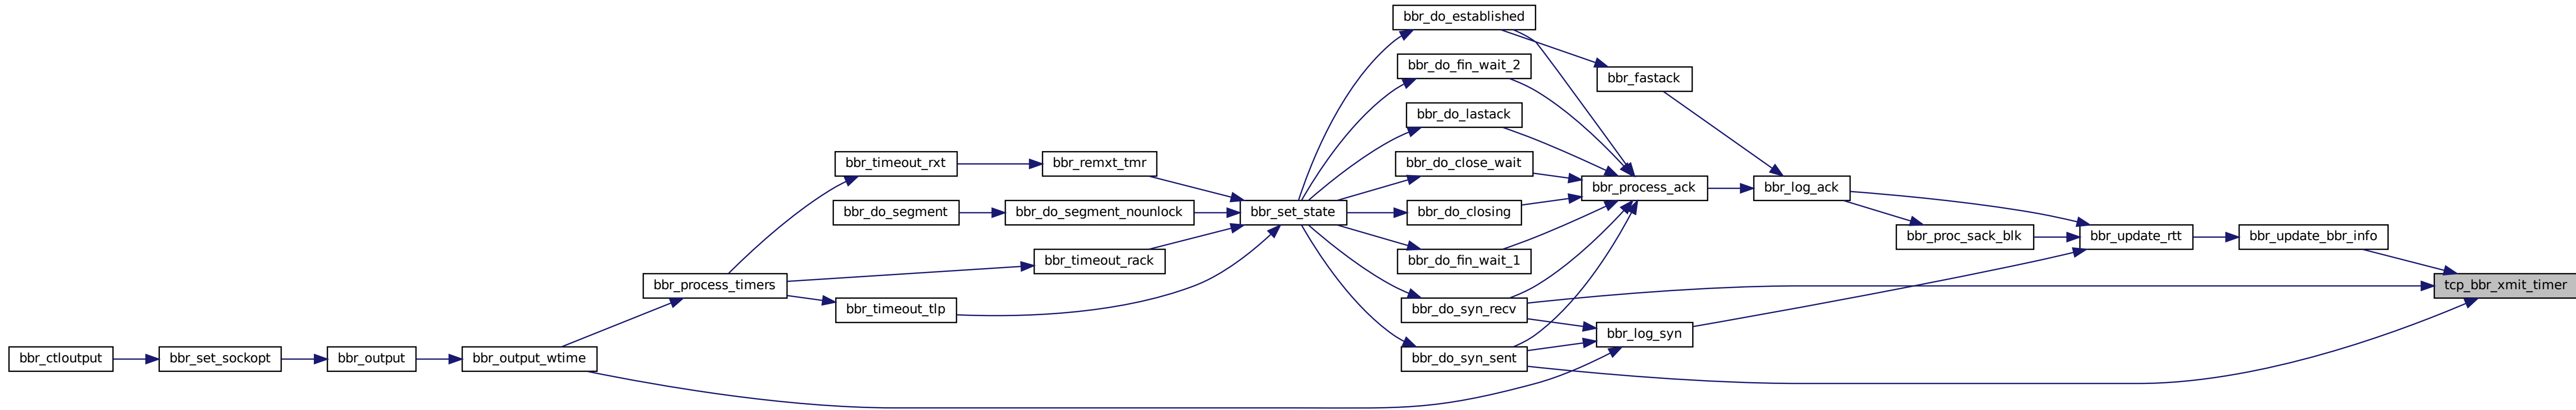 bbr_do_established
bbr_do_fin_wait_2
bbr_fastack
bbr_do_lastack
bbr_timeout_rxt
bbr_remxt_tmr
bbr_do_close_wait
bbr_process_ack
bbr_log_ack
bbr_do_segment
bbr_do_segment_nounlock
bbr_set_state
bbr_do_closing
bbr_proc_sack_blk
bbr_update_rtt
bbr_update_bbr_info
bbr_timeout_rack
bbr_do_fin_wait_1
bbr_process_timers
tcp_bbr_xmit_timer
bbr_timeout_tlp
bbr_do_syn_recv
bbr_log_syn
bbr_ctloutput
bbr_set_sockopt
bbr_output
bbr_output_wtime
bbr_do_syn_sent